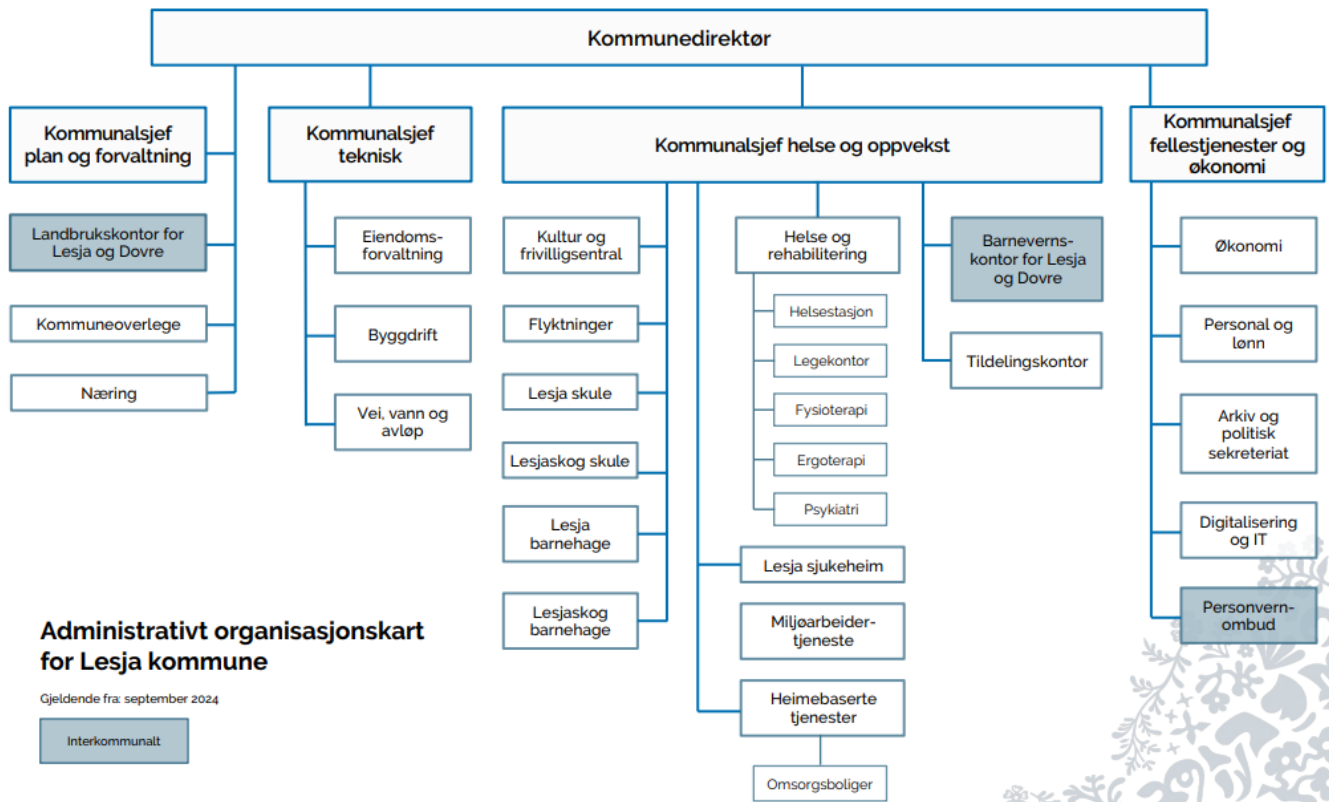 Kommunedirektør
Kommunalsjef
plan og forvaltning
Landbrukskontor for
Lesja og Dovre
Kommuneoverlege
Næring
Kommunalsjef
teknisk
Eiendoms-
forvaltning
Byggdrift
Vei, vann og
avløp
Kommunalsjef helse og oppvekst
Kultur og
frivilligsentral
Flyktninger
Lesja skule
Lesjaskog skule
Lesja
barnehage
Lesjaskog
barnehage
Helse og
rehabilitering
Helsestasjon
Legekontor
Fysioterapi
Ergoterapi
Psykiatri
Lesja sjukeheim
Miljøarbeider-
tjeneste
Heimebaserte
tjenester
Omsorgsboliger
Barneverns-
kontor for Lesja
og Dovre
Tildelingskontor
Kommunalsjef
fellestjenester og
økonomi
Økonomi
Personal og
lønn
Arkiv og
politisk
sekreteriat
Digitalisering
og IT
Personvern-
ombud
Administrativt organisasjonskart
for Lesja kommune
Gjeldende fra: september 2024
Interkommunalt